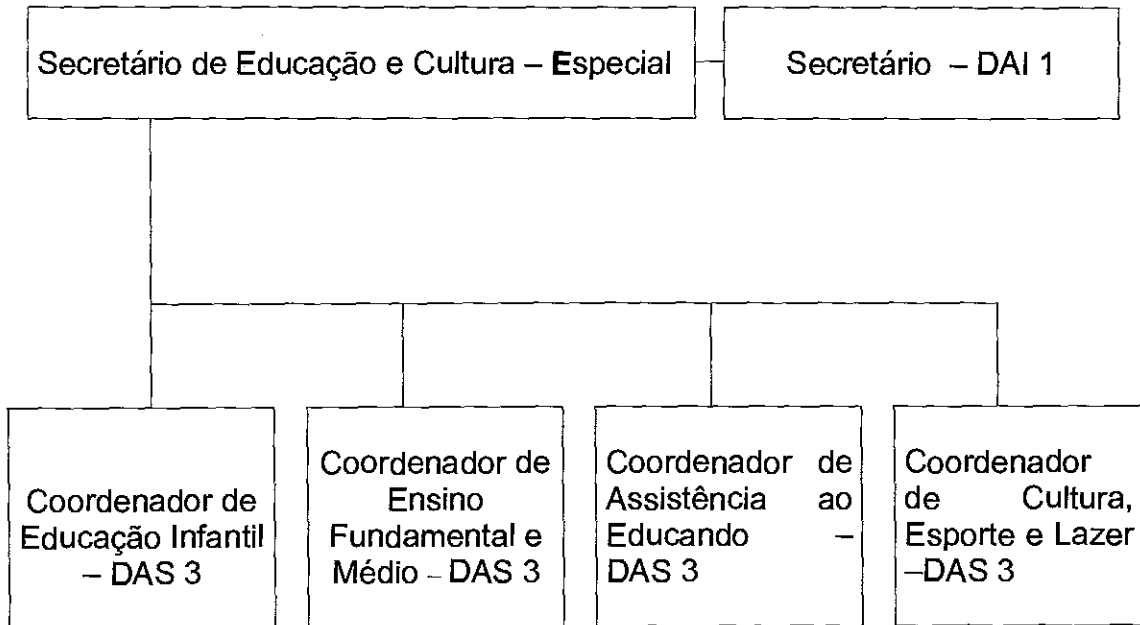 Secretário de Educação e Cultura – Especial
Secretário – DAI 1
Coordenador de
Educação Infantil
– DAS 3
Coordenador de
Ensino
Fundamental e
Médio – DAS 3
Coordenador de
Assistência ao
Educando –
DAS 3
Coordenador
de Cultura,
Esporte e Lazer
–DAS 3